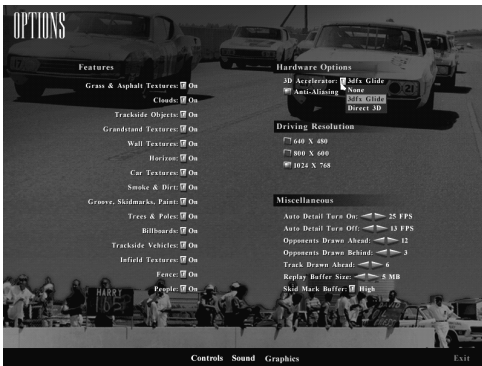 OPTIONS
Features
Grass & Asphalt Textures: On
Clouds: On
Trackside Objects: On
Grandstand Textures: On
Wall Textures: On
Horizon: On
Car Textures: On
Smoke & Dirt: On
Groove, Skidmarks, Paint: On
Trees & Poles: On
Billboards: On
Trackside Vehicles: On
Infield Textures: On
Fence: On
People: On
Hardware Options
3D Accelerator: 3dfx Glide
None
3dfx Glide
Direct 3D
Anti-Aliasing
21
12
Driving Resolution
640 X 480
800 X 600
1024 X 768
Miscellaneous
Auto Detail Turn On: 25 FPS
Auto Detail Turn Off: 13 FPS
Opponents Drawn Ahead: 12
Opponents Drawn Behind: 3
Track Drawn Ahead: 6
Replay Buffer Size: 5 MB
Skid Mack Buffer: High
HARRY
Controls Sound Graphics
Exit